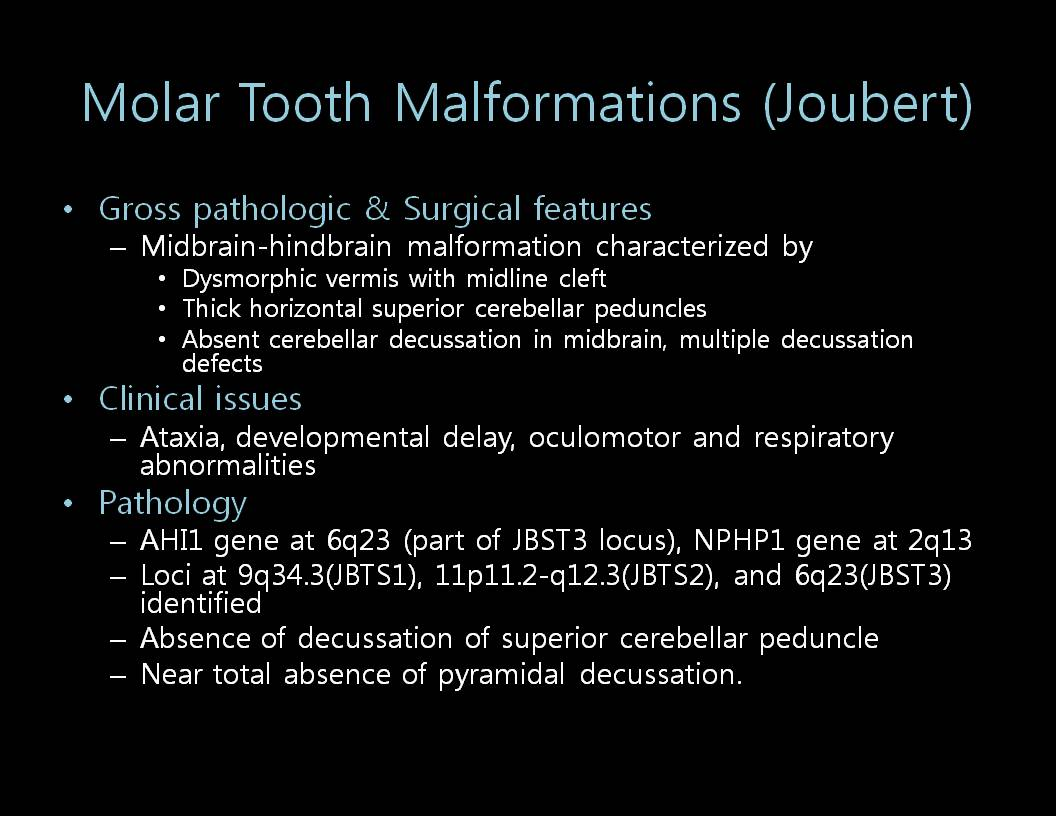 Molar Tooth Malformations (Joubert)
• Gross pathologic & Surgical features
– Midbrain-hindbrain malformation characterized by
• Dysmorphic vermis with midline cleft
• Thick horizontal superior cerebellar peduncles
• Absent cerebellar decussation in midbrain, multiple decussation
defects
• Clinical issues
– Ataxia, developmental delay, oculomotor and respiratory
abnormalities
• Pathology
– AHI1 gene at 6q23 (part of JBST3 locus), NPHP1 gene at 2q13
– Loci at 9q34.3(JBTS1), 11p11.2-q12.3(JBTS2), and 6q23(JBST3)
identified
– Absence of decussation of superior cerebellar peduncle
– Near total absence of pyramidal decussation.